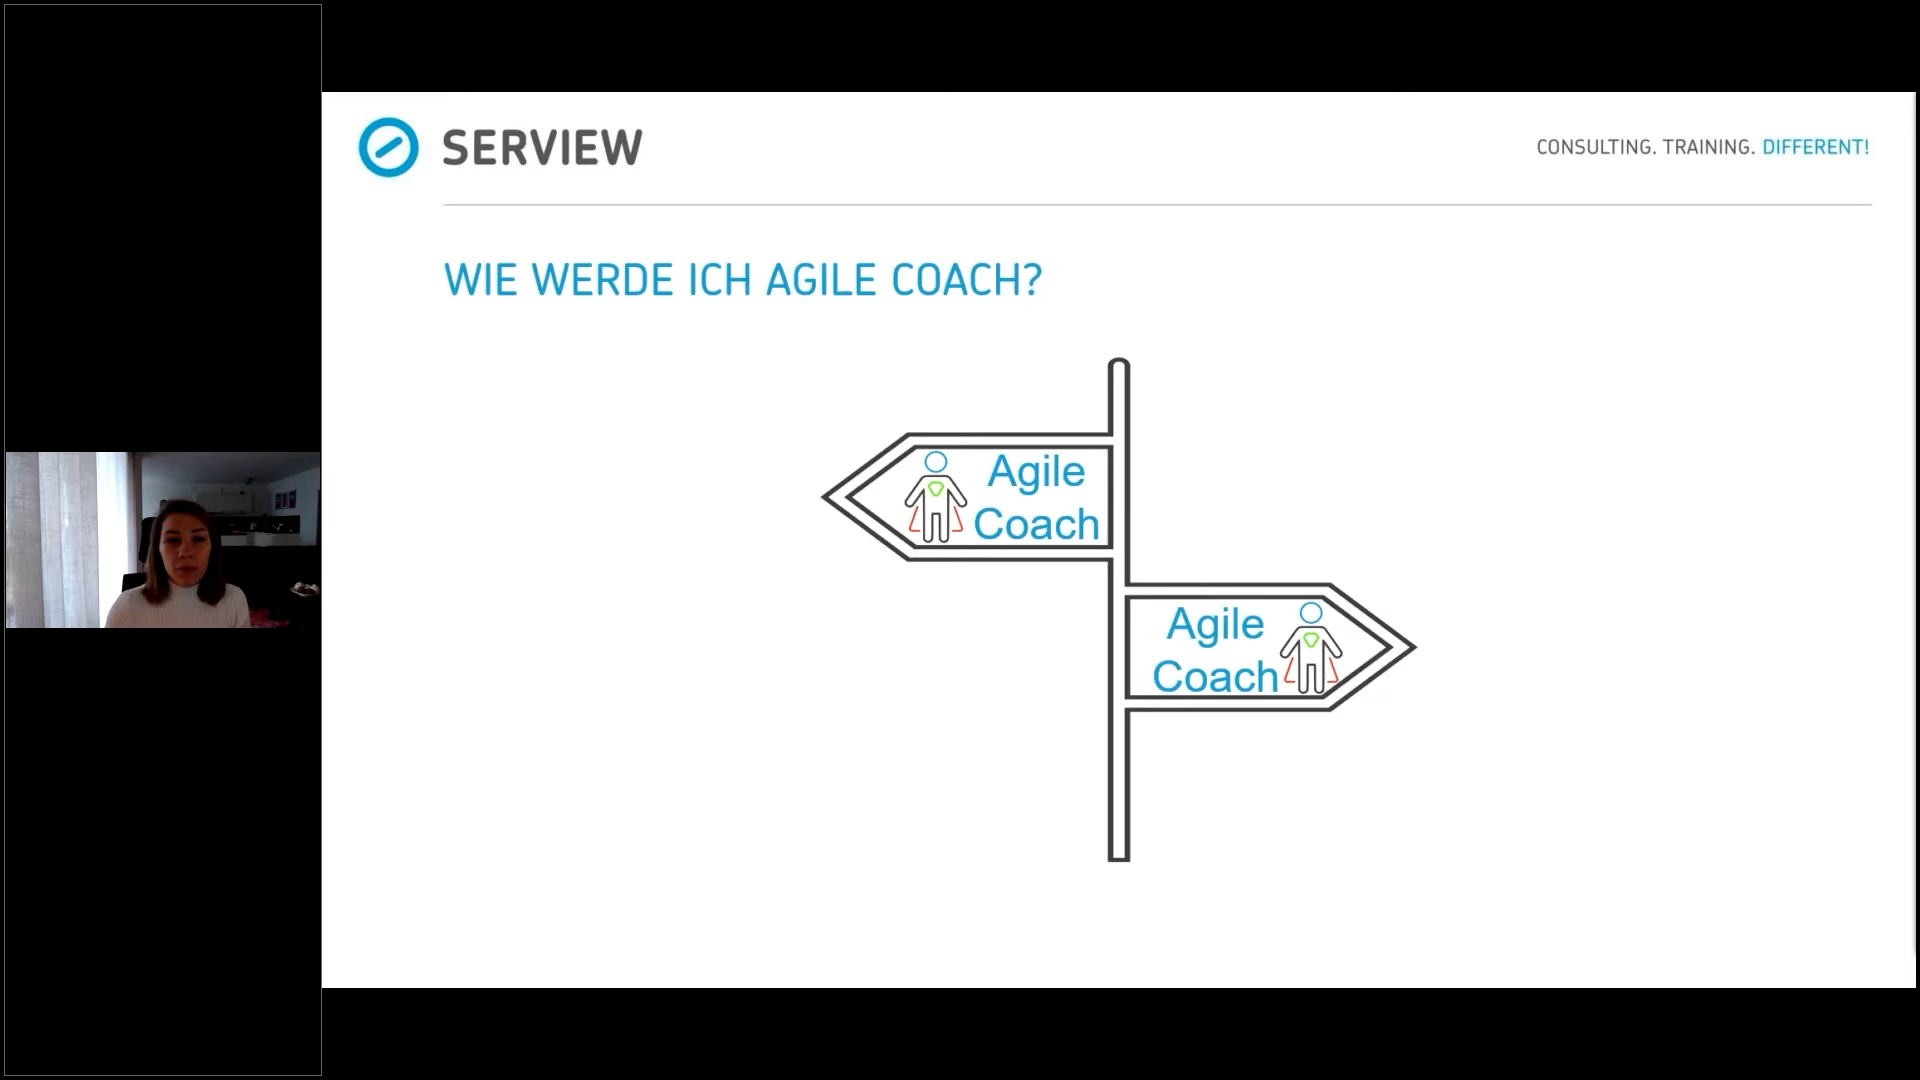 SERVIEW
CONSULTING. TRAINING. DIFFERENT!
WIE WERDE ICH AGILE COACH?
Agile
Coach
Agile
Coach